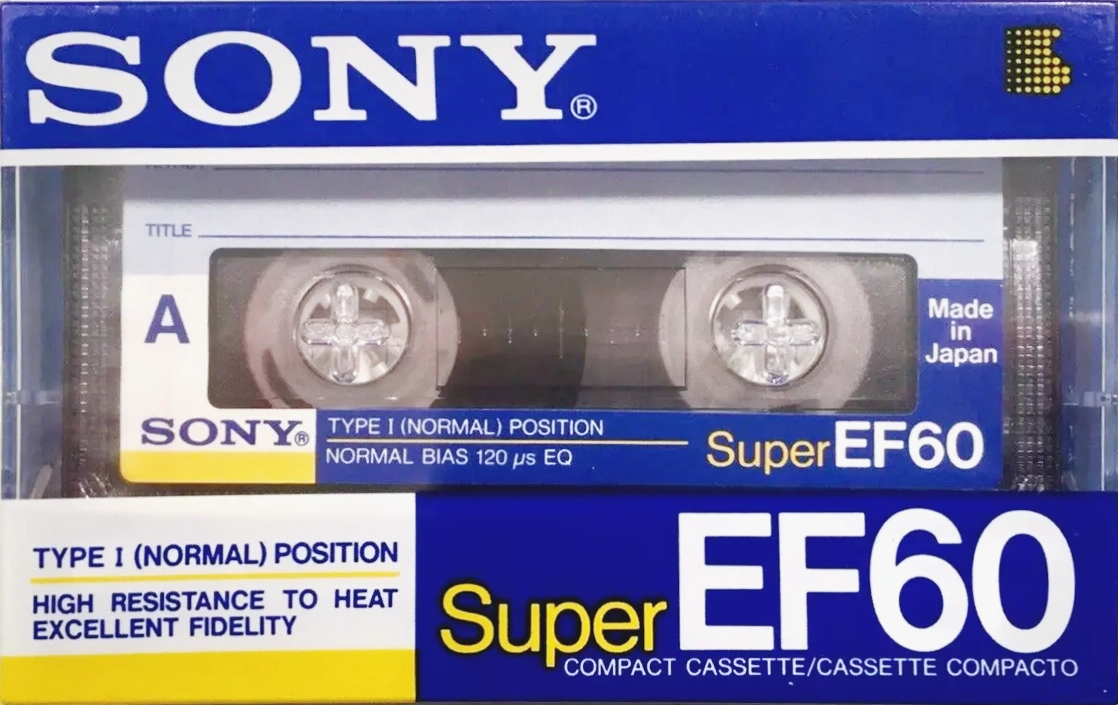 SONY®
TITLE
A
Made
in
Japan
SONY®
TYPE I (NORMAL) POSITION
NORMAL BIAS 120 μs EQ
Super EF60
TYPE I (NORMAL) POSITION
HIGH RESISTANCE TO HEAT
EXCELLENT FIDELITY
Super EF60
COMPACT CASSETTE/CASSETTE COMPACTO